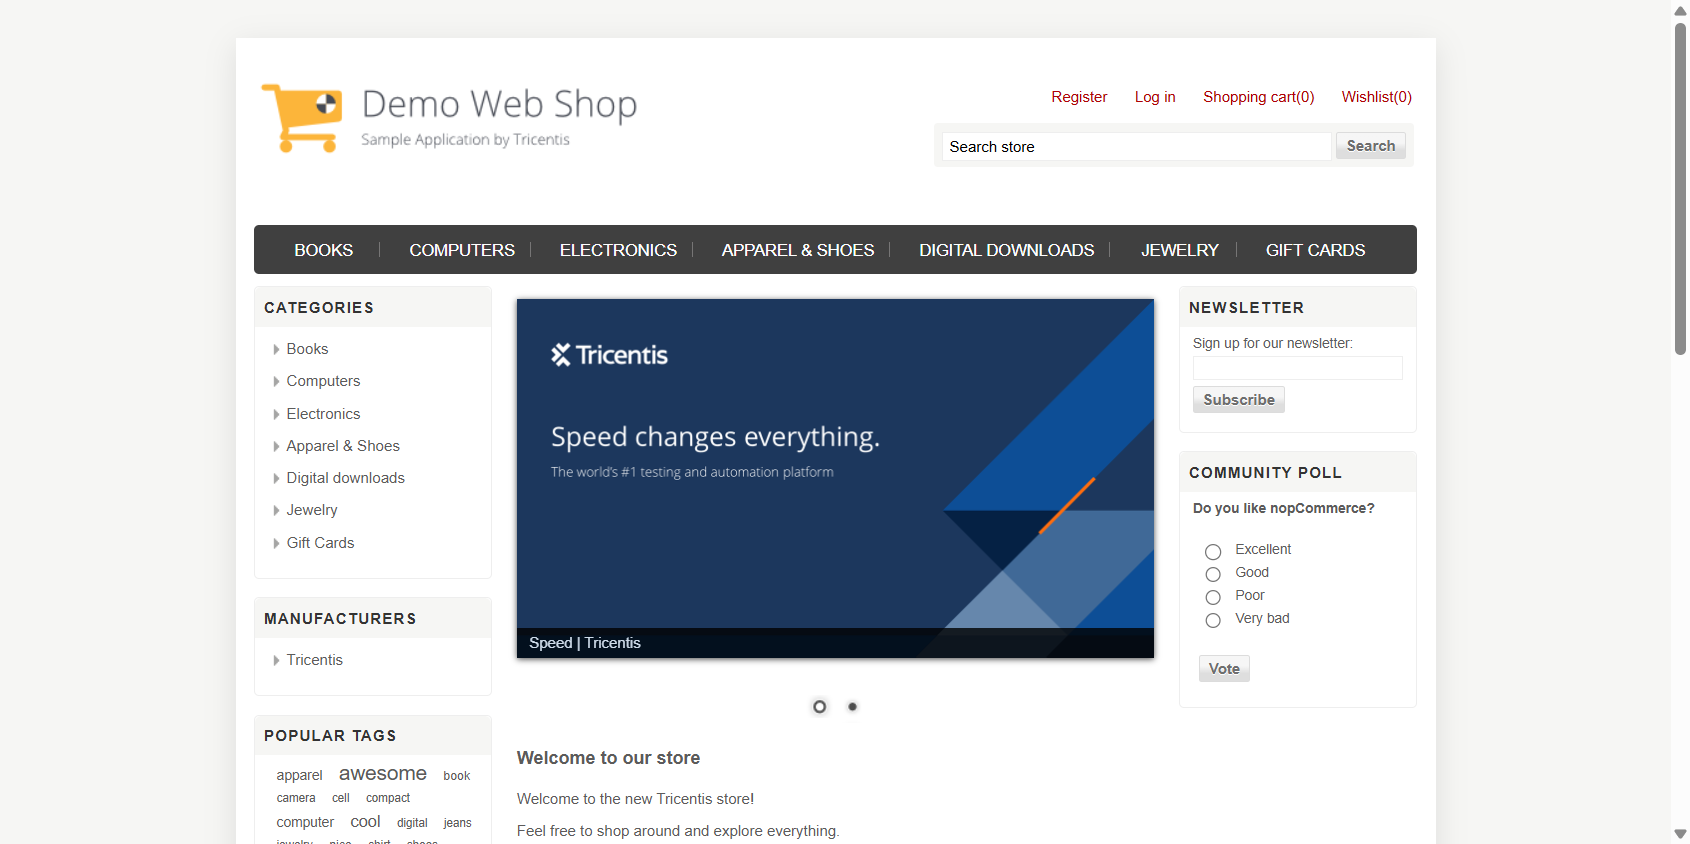 Demo Web Shop
Sample Application by Tricentis
Register Log in Shopping cart(0) Wishlist(0)
Search store Search
BOOKS COMPUTERS ELECTRONICS APPAREL & SHOES DIGITAL DOWNLOADS JEWELRY GIFT CARDS
CATEGORIES
Books
Computers
Electronics
Apparel & Shoes
Digital downloads
Jewelry
Gift Cards
MANUFACTURERS
Tricentis
POPULAR TAGS
apparel awesome book
camera cell compact
computer cool digital jeans
jewelry nice shirt shoes
Tricentis
Speed changes everything.
The world's #1 testing and automation platform
Speed | Tricentis
Welcome to our store
Welcome to the new Tricentis store!
Feel free to shop around and explore everything.
NEWSLETTER
Sign up for our newsletter:
Subscribe
COMMUNITY POLL
Do you like nopCommerce?
Excellent
Good
Poor
Very bad
Vote